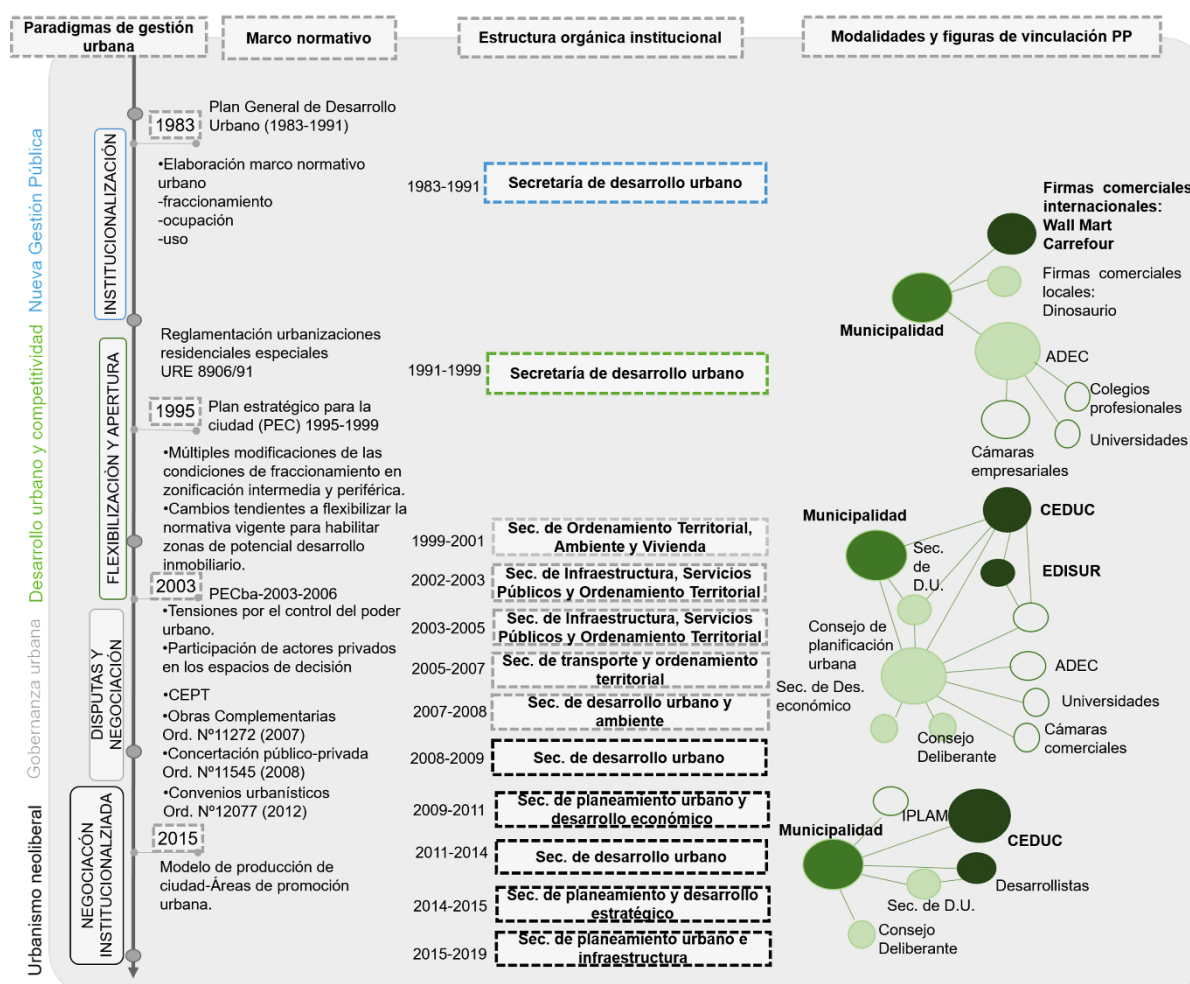 Paradigmas de gestión
urbana
Marco normativo
Estructura orgánica institucional
Modalidades y figuras de vinculación PP
Nueva Gestión Pública
Desarrollo urbano y competitividad
Gobernanza urbana
Urbanismo neoliberal
INSTITUCIONALIZACIÓN
FLEXIBILIZACIÓN Y APERTURA
DISPUTAS Y
NEGOCIACIÓN
NEGOCIACÓN
INSTITUCIONALZIADA
1983
Plan General de Desarrollo
Urbano (1983-1991)
•Elaboración marco normativo
urbano
-fraccionamiento
-ocupación
-uso
Reglamentación urbanizaciones
residenciales especiales
URE 8906/91
1995
Plan estratégico para la
ciudad (PEC) 1995-1999
•Múltiples modificaciones de las
condiciones de fraccionamiento en
zonificación intermedia y periférica.
•Cambios tendientes a flexibilizar la
normativa vigente para habilitar
zonas de potencial desarrollo
inmobiliario.
2003
PECba-2003-2006
•Tensiones por el control del poder
urbano.
•Participación de actores privados
en los espacios de decisión
•CEPT
•Obras Complementarias
Ord. Nº11272 (2007)
•Concertación público-privada
Ord. Nº11545 (2008)
•Convenios urbanísticos
Ord. Nº12077 (2012)
2015
Modelo de producción de
ciudad-Áreas de promoción
urbana.
1983-1991
Secretaría de desarrollo urbano
1991-1999
Secretaría de desarrollo urbano
1999-2001
Sec. de Ordenamiento Territorial,
Ambiente y Vivienda
2002-2003
Sec. de Infraestructura, Servicios
Públicos y Ordenamiento Territorial
2003-2005
Sec. de Infraestructura, Servicios
Públicos y Ordenamiento Territorial
2005-2007
Sec. de transporte y ordenamiento
territorial
2007-2008
Sec. de desarrollo urbano y
ambiente
2008-2009
Sec. de desarrollo urbano
2009-2011
Sec. de planeamiento urbano y
desarrollo económico
2011-2014
Sec. de desarrollo urbano
2014-2015
Sec. de planeamiento y desarrollo
estratégico
2015-2019
Sec. de planeamiento urbano e
infraestructura
Firmas comerciales
internacionales:
Wall Mart
Carrefour
Firmas comerciales
locales:
Dinosaurio
Municipalidad
ADEC
Colegios
profesionales
Universidades
Cámaras
empresariales
Municipalidad
CEDUC
Sec.
de
D.U.
EDISUR
Consejo de
planificación
urbana
ADEC
Sec. de Des.
económico
Universidades
Consejo
Deliberante
Cámaras
comerciales
IPLAM
Municipalidad
CEDUC
Desarrollistas
Sec. de D.U.
Consejo
Deliberante